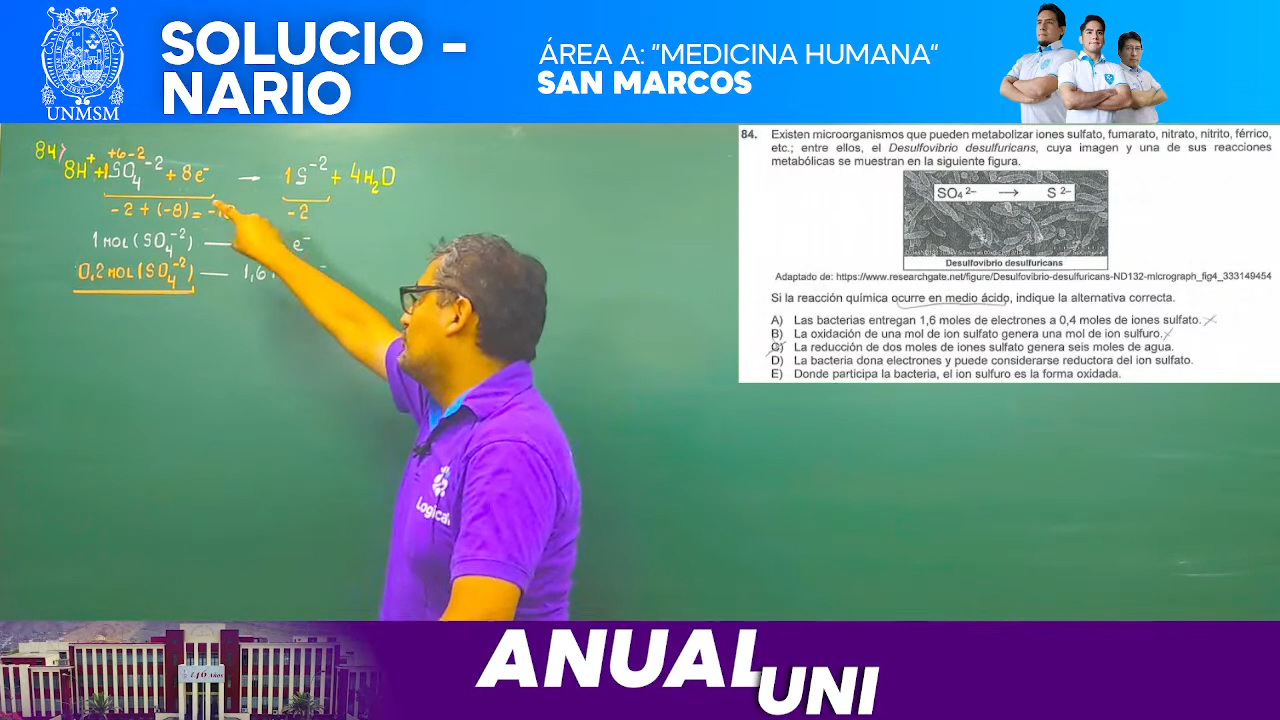 SOLUCIO -
NARIO
UNMSM
ÁREA A: "MEDICINA HUMANA"
SAN MARCOS
84>
+6 -2
8H⁺ + 1SO₄⁻² + 8e⁻ → 1S⁻² + 4H₂O
-2 + (-8) = -10
-2
1 mol (SO₄⁻²) — e⁻
0,2 mol (SO₄⁻²) — 1,6
84. Existen microorganismos que pueden metabolizar iones sulfato, fumarato, nitrato, nitrito, férrico,
etc.; entre ellos, el Desulfovibrio desulfuricans, cuya imagen y una de sus reacciones
metabólicas se muestran en la siguiente figura.
SO₄²⁻ → S²⁻
Desulfovibrio desulfuricans
Adaptado de: https://www.researchgate.net/figure/Desulfovibrio-desulfuricans-ND132-micrograph_fig4_333149454
Si la reacción química ocurre en medio ácido, indique la alternativa correcta.
A) Las bacterias entregan 1,6 moles de electrones a 0,4 moles de iones sulfato.
B) La oxidación de una mol de ion sulfato genera una mol de ion sulfuro.
C) La reducción de dos moles de iones sulfato genera seis moles de agua.
D) La bacteria dona electrones y puede considerarse reductora del ion sulfato.
E) Donde participa la bacteria, el ion sulfuro es la forma oxidada.
146 Años
ANUAL
UNI